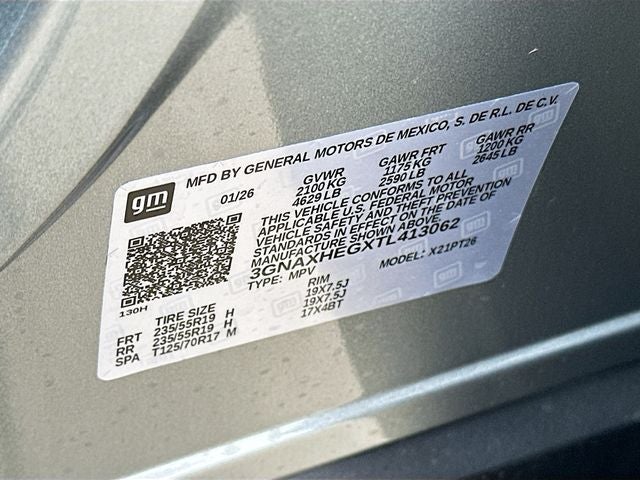 gm
MFD BY GENERAL MOTORS DE MEXICO, S. DE R.L. DE C.V.
01/26
GVWR GAWR FRT GAWR RR
2100 KG 1175 KG 1200 KG
4629 LB 2590 LB 2645 LB
THIS VEHICLE CONFORMS TO ALL
APPLICABLE U.S. FEDERAL MOTOR
VEHICLE SAFETY AND THEFT PREVENTION
STANDARDS IN EFFECT ON THE DATE OF
MANUFACTURE SHOWN ABOVE.
3GNAXHEGXTL413062
TYPE: MPV MODEL: X21PT26
130H
TIRE SIZE RIM
FRT 235/55R19 H 19X7.5J
RR 235/55R19 H 19X7.5J
SPA T125/70R17 M 17X4BT